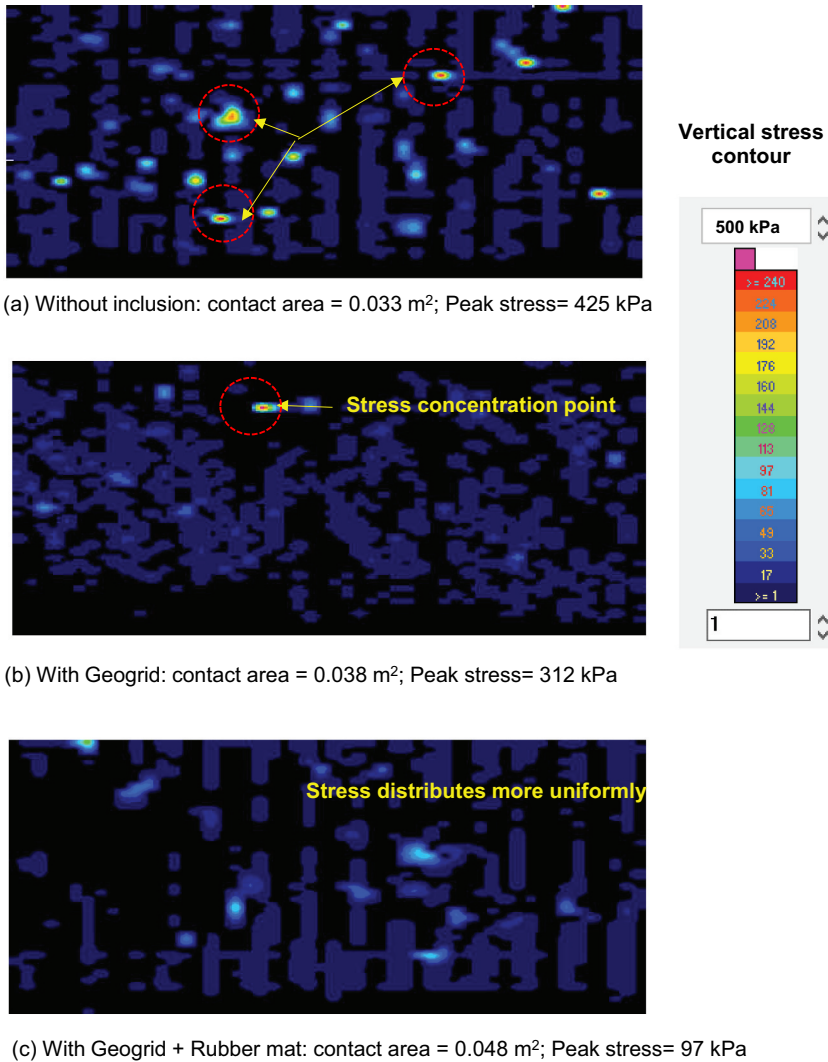 Vertical stress
contour
500 kPa
>= 240
224
208
192
176
160
144
128
113
97
81
65
49
33
17
>= 1
1
(a) Without inclusion: contact area = 0.033 m²; Peak stress= 425 kPa
Stress concentration point
(b) With Geogrid: contact area = 0.038 m²; Peak stress= 312 kPa
Stress distributes more uniformly
(c) With Geogrid + Rubber mat: contact area = 0.048 m²; Peak stress= 97 kPa